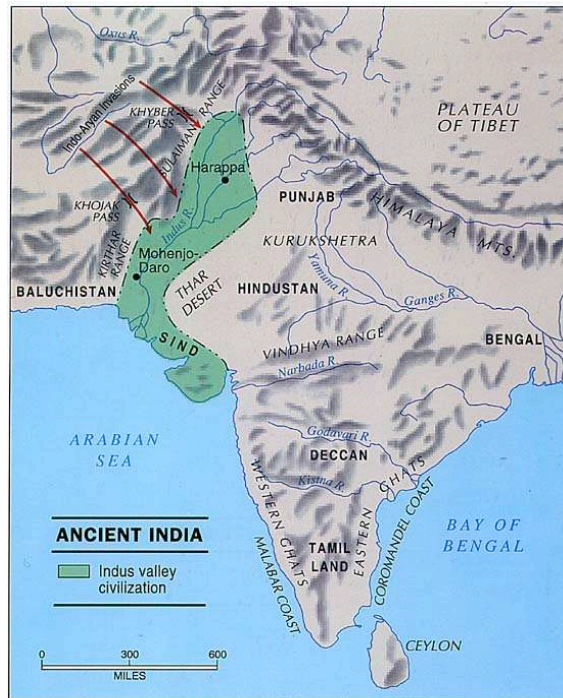 Oxus R.
Indo-Aryan Invasions
KHYBER
PASS
SULAIMAN RANGE
PLATEAU
OF TIBET
Harappa
KHOJAK
PASS
PUNJAB
HIMALAYA MTS.
Indus R.
KURUKSHETRA
KIRTHAR
RANGE
Mohenjo-
Daro
Yamuna R.
BALUCHISTAN
THAR
DESERT
HINDUSTAN
Ganges R.
SIND
VINDHYA RANGE
BENGAL
Narbada R.
ARABIAN
SEA
Godavari R.
DECCAN
WESTERN GHATS
Kistna R.
EASTERN GHATS
COROMANDEL COAST
BAY OF
BENGAL
ANCIENT INDIA
Indus valley
civilization
TAMIL
LAND
MALABAR COAST
CEYLON
0 300 600
MILES